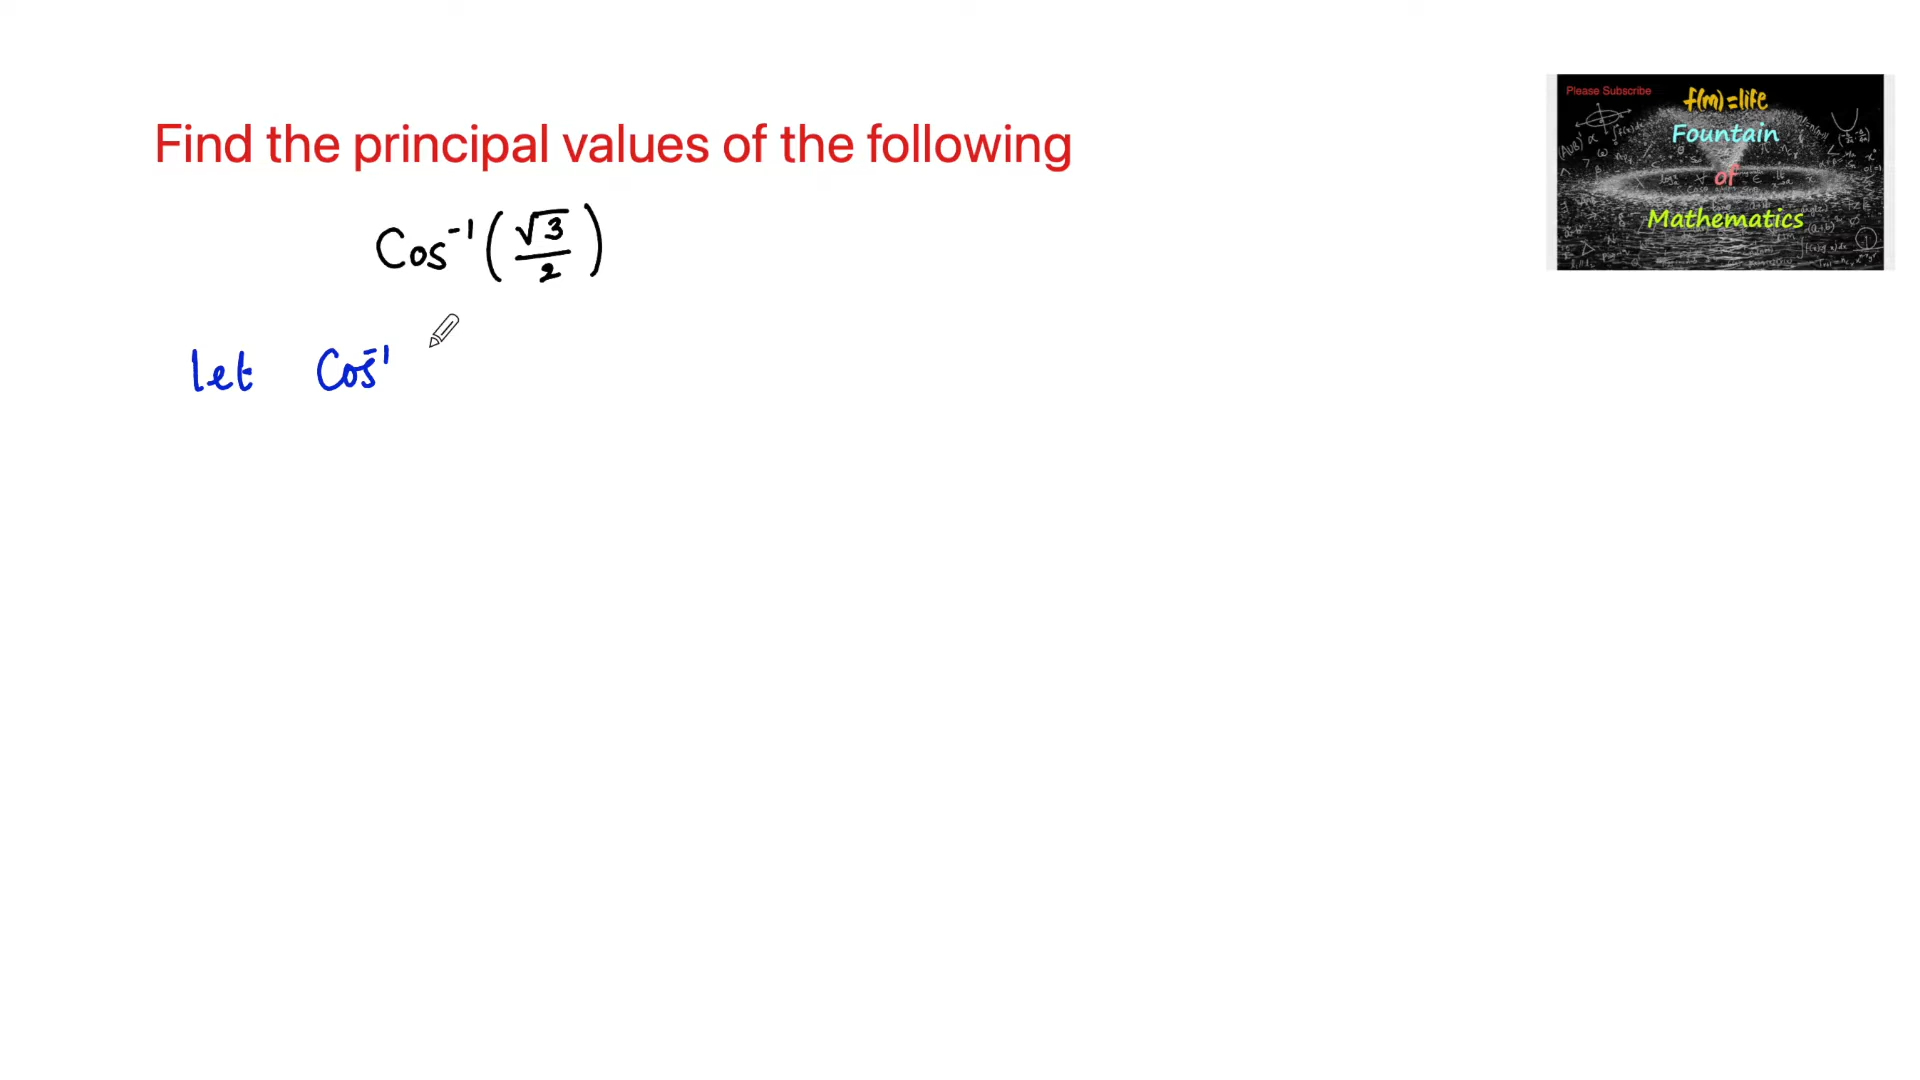 Find the principal values of the following
Cos⁻¹(√3/2)
let Cos⁻¹
Please Subscribe
f(m)=life
Fountain
of
Mathematics